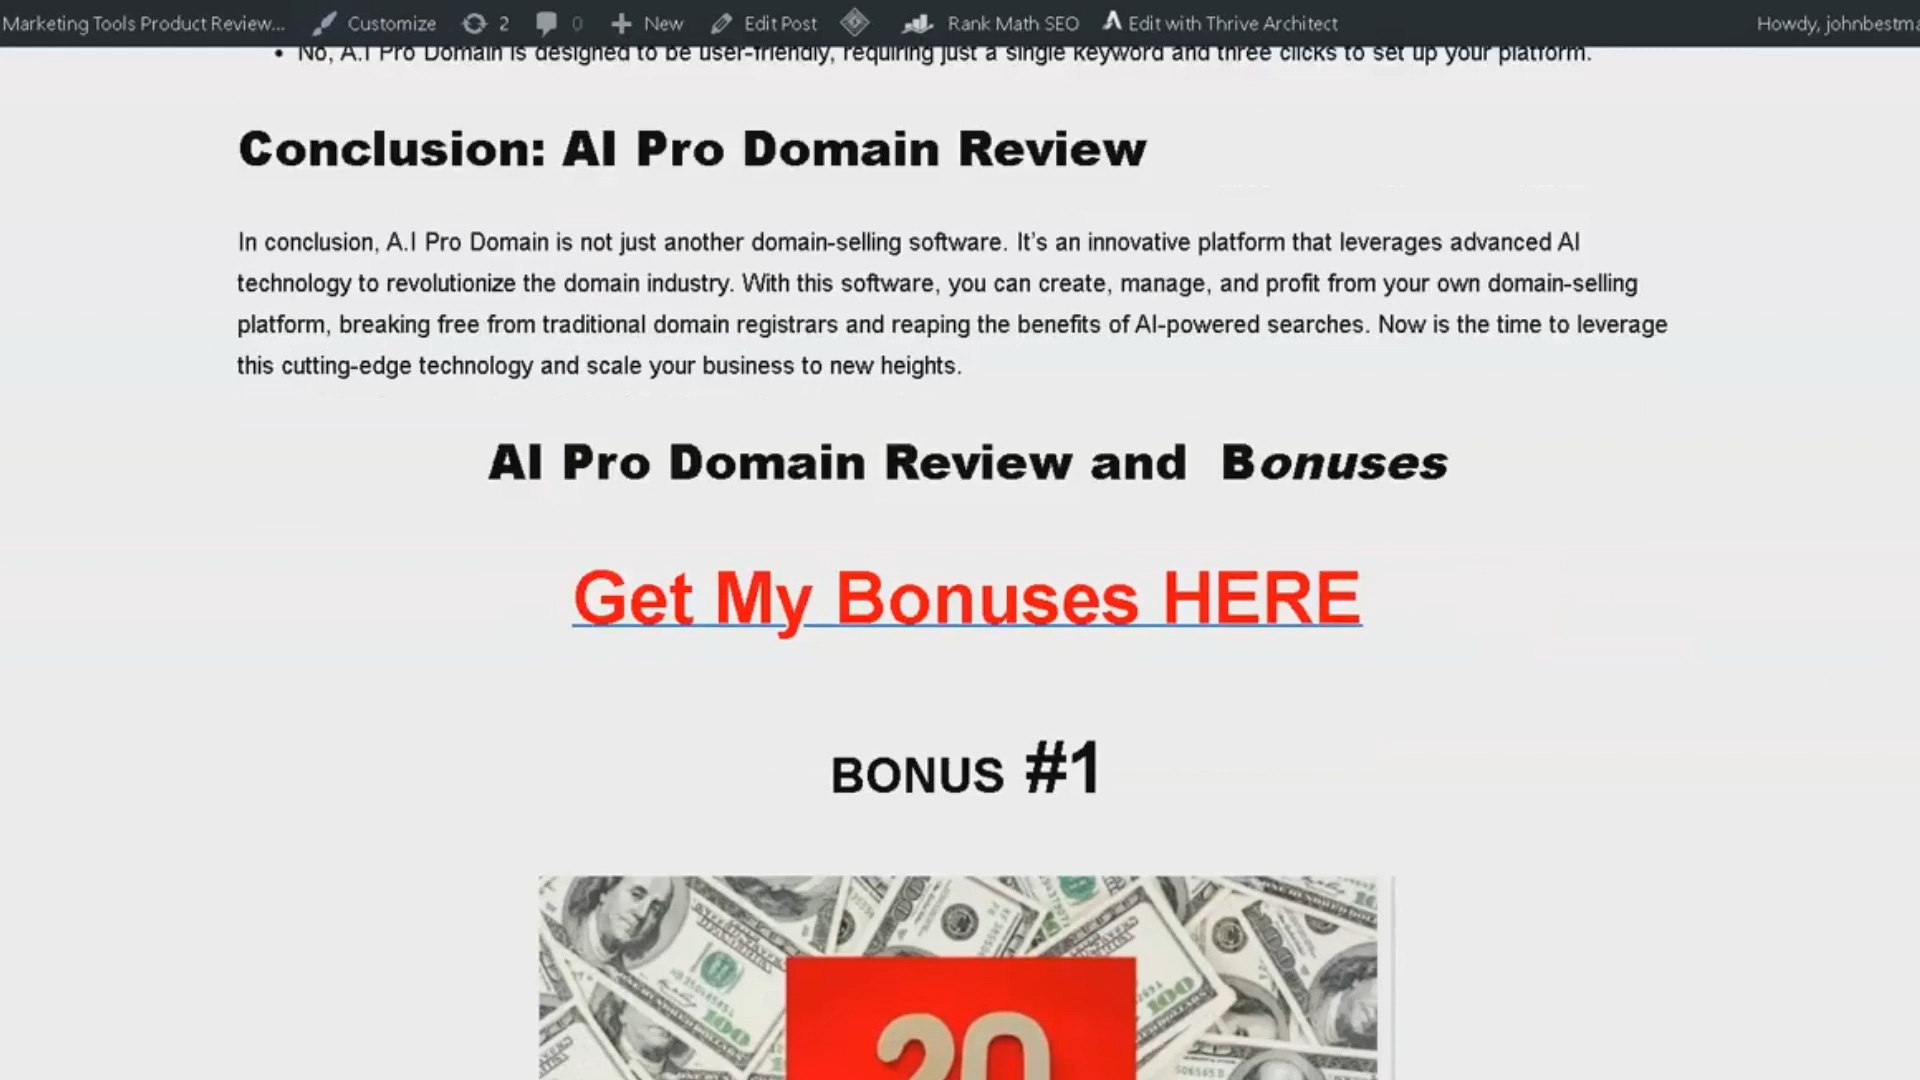 Marketing Tools Product Review... Customize 2 0 New Edit Post Rank Math SEO Edit with Thrive Architect Howdy, johnbestma
• No, A.I Pro Domain is designed to be user-friendly, requiring just a single keyword and three clicks to set up your platform.
Conclusion: AI Pro Domain Review
In conclusion, A.I Pro Domain is not just another domain-selling software. It’s an innovative platform that leverages advanced AI
technology to revolutionize the domain industry. With this software, you can create, manage, and profit from your own domain-selling
platform, breaking free from traditional domain registrars and reaping the benefits of AI-powered searches. Now is the time to leverage
this cutting-edge technology and scale your business to new heights.
AI Pro Domain Review and Bonuses
Get My Bonuses HERE
BONUS #1
20